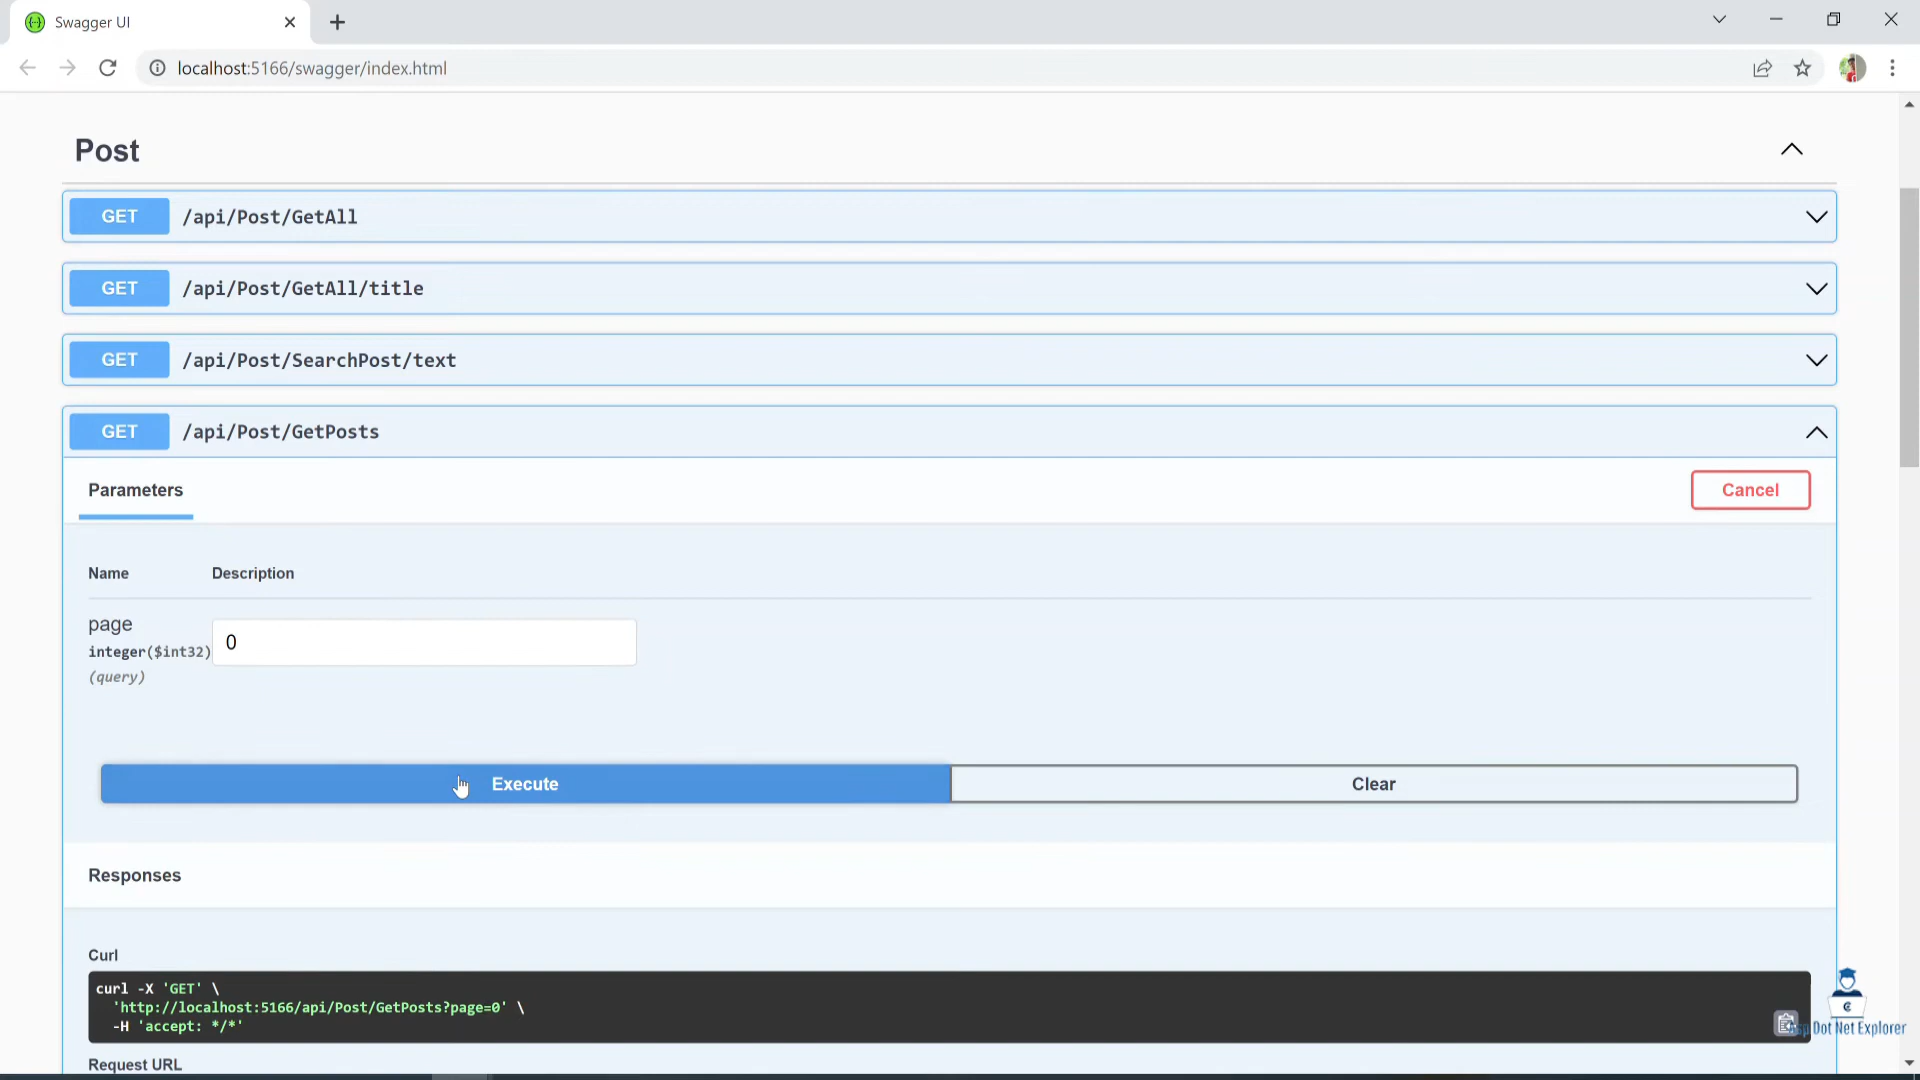 Swagger UI
localhost:5166/swagger/index.html
Post
GET /api/Post/GetAll
GET /api/Post/GetAll/title
GET /api/Post/SearchPost/text
GET /api/Post/GetPosts
Parameters
Cancel
Name Description
page
integer($int32)
(query)
0
Execute
Clear
Responses
Curl
curl -X 'GET' \
'http://localhost:5166/api/Post/GetPosts?page=0' \
-H 'accept: */*'
Dot Net Explorer
Request URL